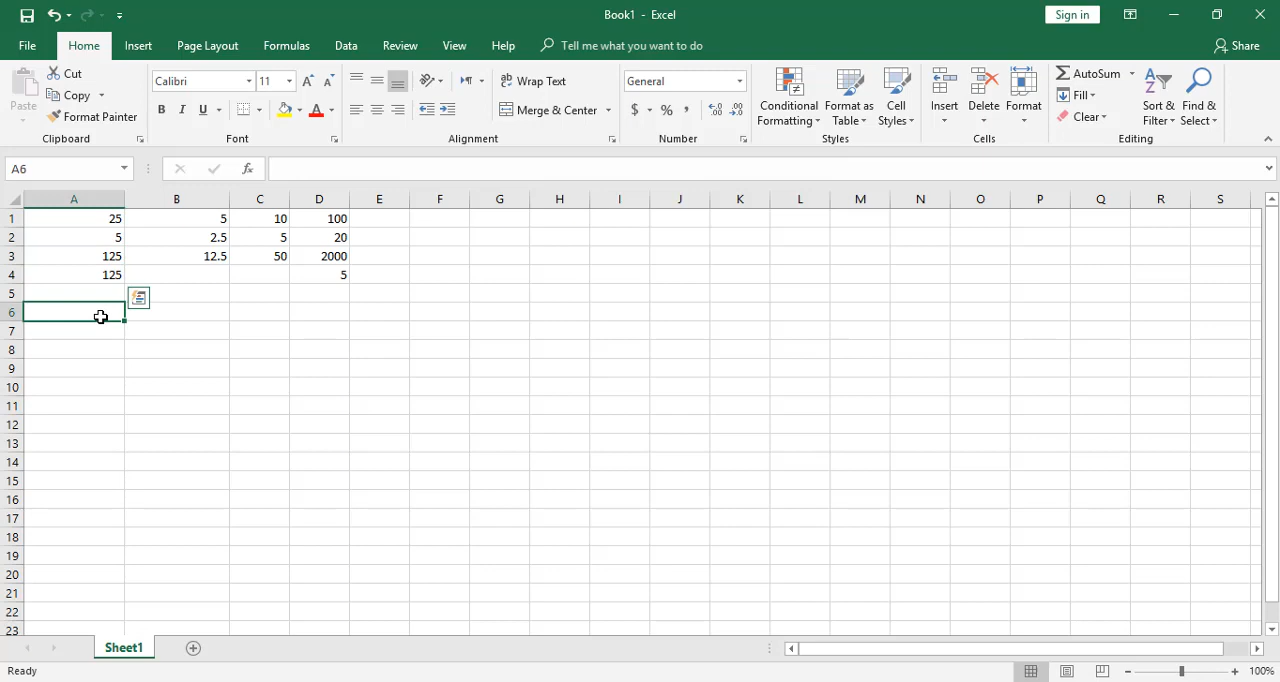 Book1 - Excel
Sign in
File Home Insert Page Layout Formulas Data Review View Help Tell me what you want to do Share
Paste
Cut
Copy
Format Painter
Clipboard
Calibri 11 A A
B I U A
Font
ab Wrap Text
Merge & Center
Alignment
General
$ % ,
Number
Conditional Formatting
Format as Table
Cell Styles
Styles
Insert Delete Format
Cells
AutoSum
Fill
Clear
Sort & Filter
Find & Select
Editing
A6 fx
A B C D E F G H I J K L M N O P Q R S
1 25 5 10 100
2 5 2.5 5 20
3 125 12.5 50 2000
4 125 5
5
6
7
8
9
10
11
12
13
14
15
16
17
18
19
20
21
22
23
Sheet1
Ready 100%